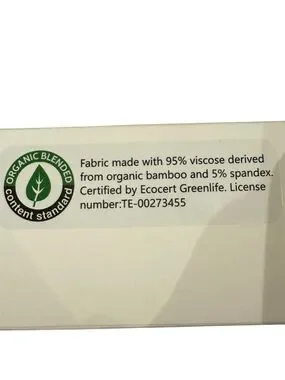 ORGANIC BLENDED
content standard
Fabric made with 95% viscose derived
from organic bamboo and 5% spandex.
Certified by Ecocert Greenlife. License
number:TE-00273455